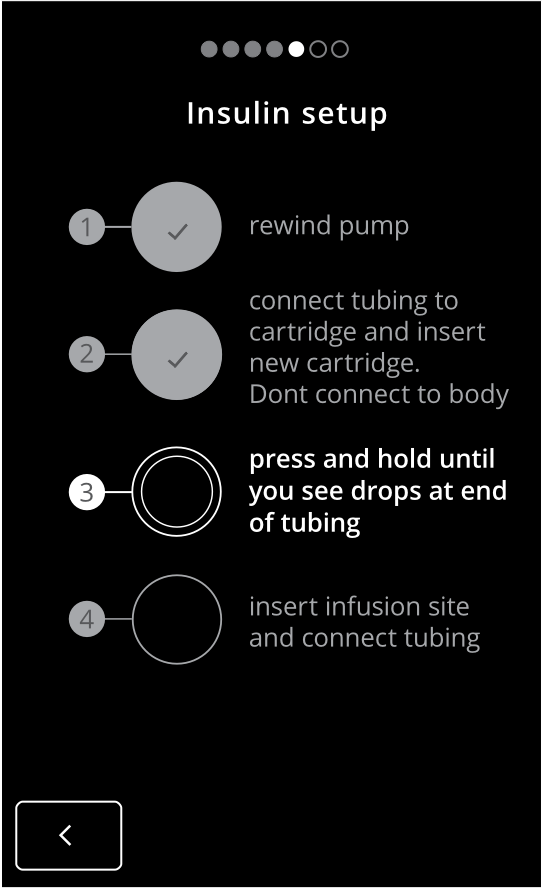 Insulin setup
1
rewind pump
2
connect tubing to
cartridge and insert
new cartridge.
Dont connect to body
3
press and hold until
you see drops at end
of tubing
4
insert infusion site
and connect tubing